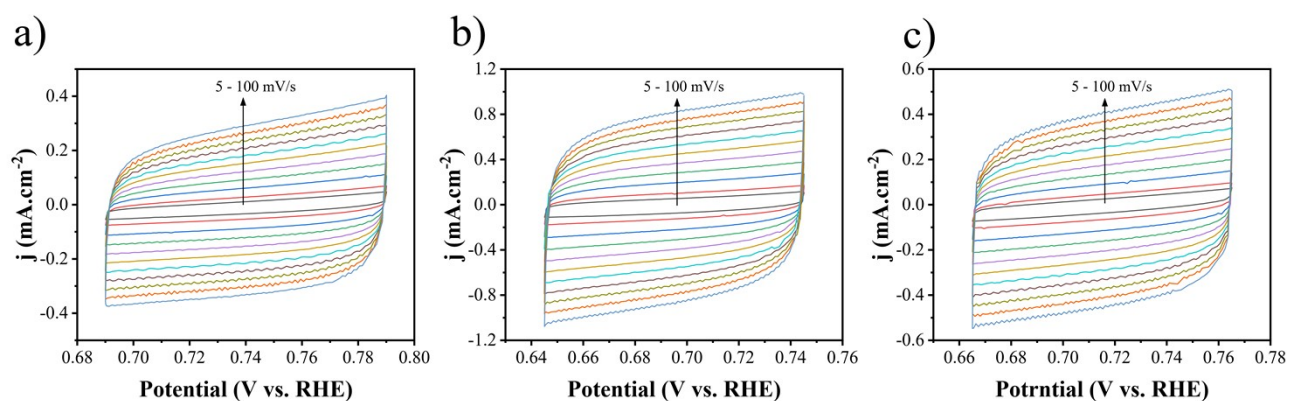 a)
5 - 100 mV/s
j (mA.cm-2)
0.4
0.2
0.0
-0.2
-0.4
0.68 0.70 0.72 0.74 0.76 0.78 0.80
Potential (V vs. RHE)
b)
5 - 100 mV/s
j (mA.cm-2)
1.2
0.8
0.4
0.0
-0.4
-0.8
-1.2
0.64 0.66 0.68 0.70 0.72 0.74 0.76
Potential (V vs. RHE)
c)
5 - 100 mV/s
j (mA.cm-2)
0.6
0.4
0.2
0.0
-0.2
-0.4
-0.6
0.66 0.68 0.70 0.72 0.74 0.76 0.78
Potrntial (V vs. RHE)